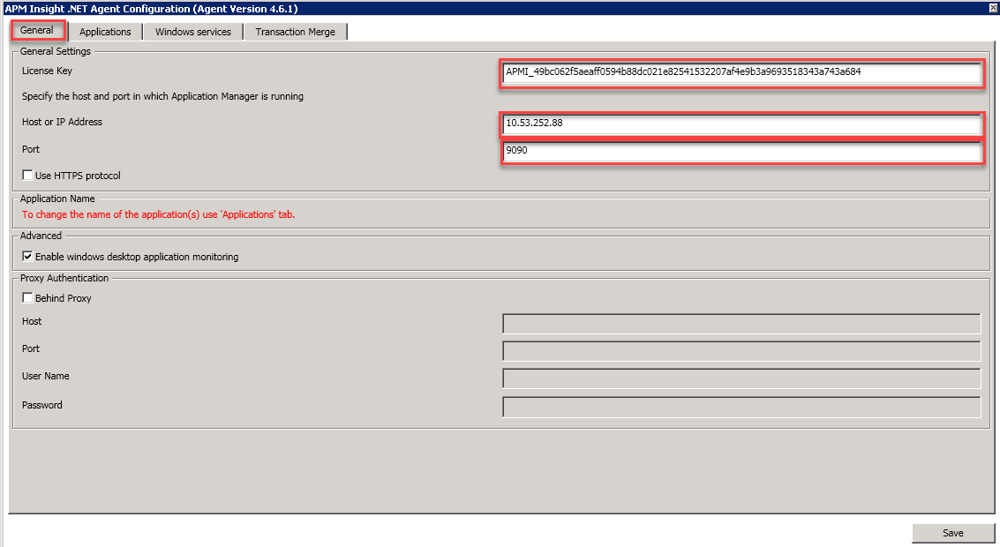 APM Insight .NET Agent Configuration (Agent Version 4.6.1)
General
Applications
Windows services
Transaction Merge
General Settings
License Key
APMI_49bc062f5aeaff0594b88dc021e82541532207af4e9b3a9693518343a743a684
Specify the host and port in which Application Manager is running
Host or IP Address
10.53.252.88
Port
9090
Use HTTPS protocol
Application Name
To change the name of the application(s) use 'Applications' tab.
Advanced
Enable windows desktop application monitoring
Proxy Authentication
Behind Proxy
Host
Port
User Name
Password
Save